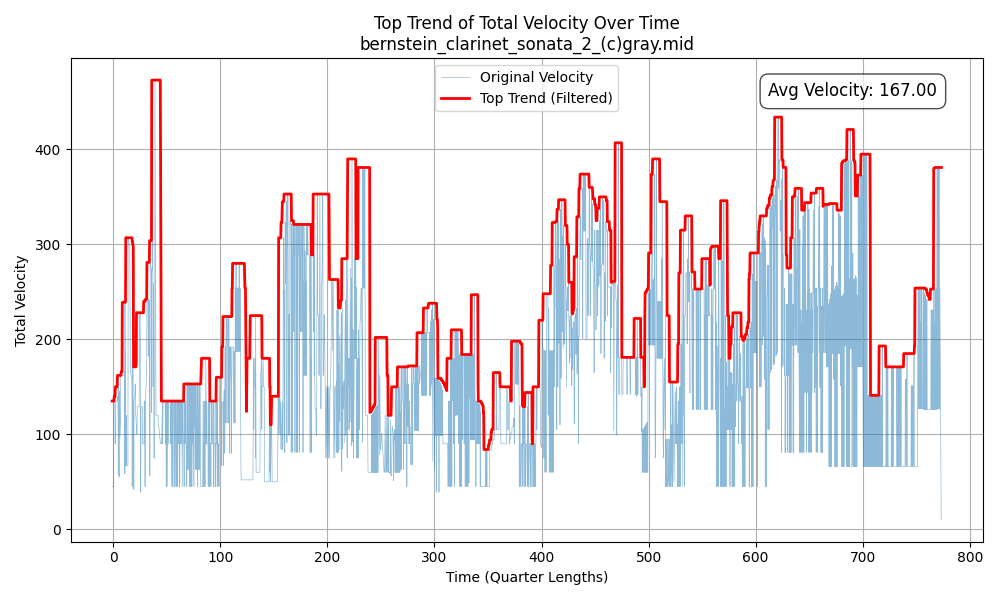 Top Trend of Total Velocity Over Time
bernstein_clarinet_sonata_2_(c)gray.mid
Original Velocity
Top Trend (Filtered)
Avg Velocity: 167.00
Total Velocity
400
300
200
100
0
0 100 200 300 400 500 600 700 800
Time (Quarter Lengths)